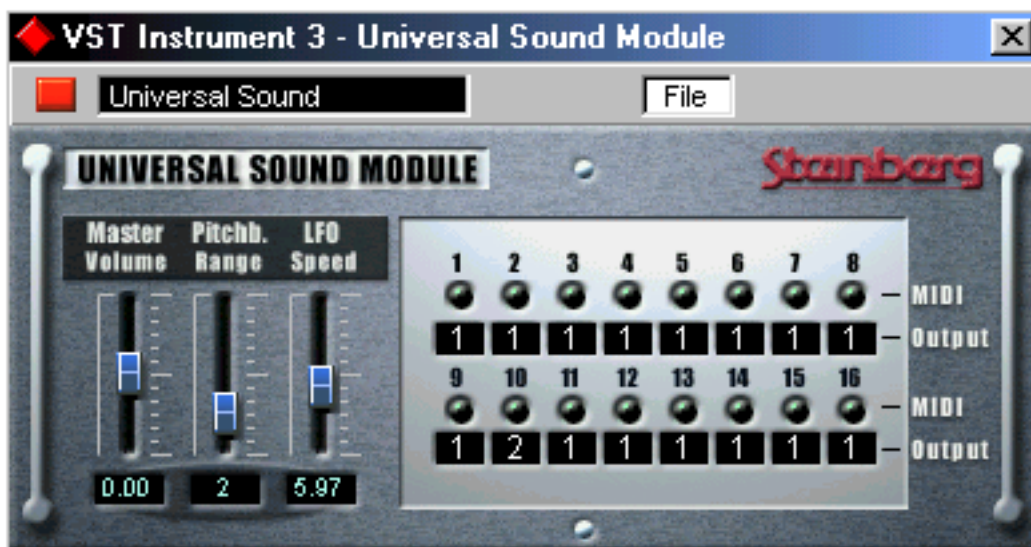 VST Instrument 3 - Universal Sound Module
Universal Sound File
UNIVERSAL SOUND MODULE Steinberg
Master Volume Pitchb. Range LFO Speed
1 2 3 4 5 6 7 8
MIDI
1 1 1 1 1 1 1 1 Output
9 10 11 12 13 14 15 16
MIDI
1 2 1 1 1 1 1 1 Output
0.00 2 5.97